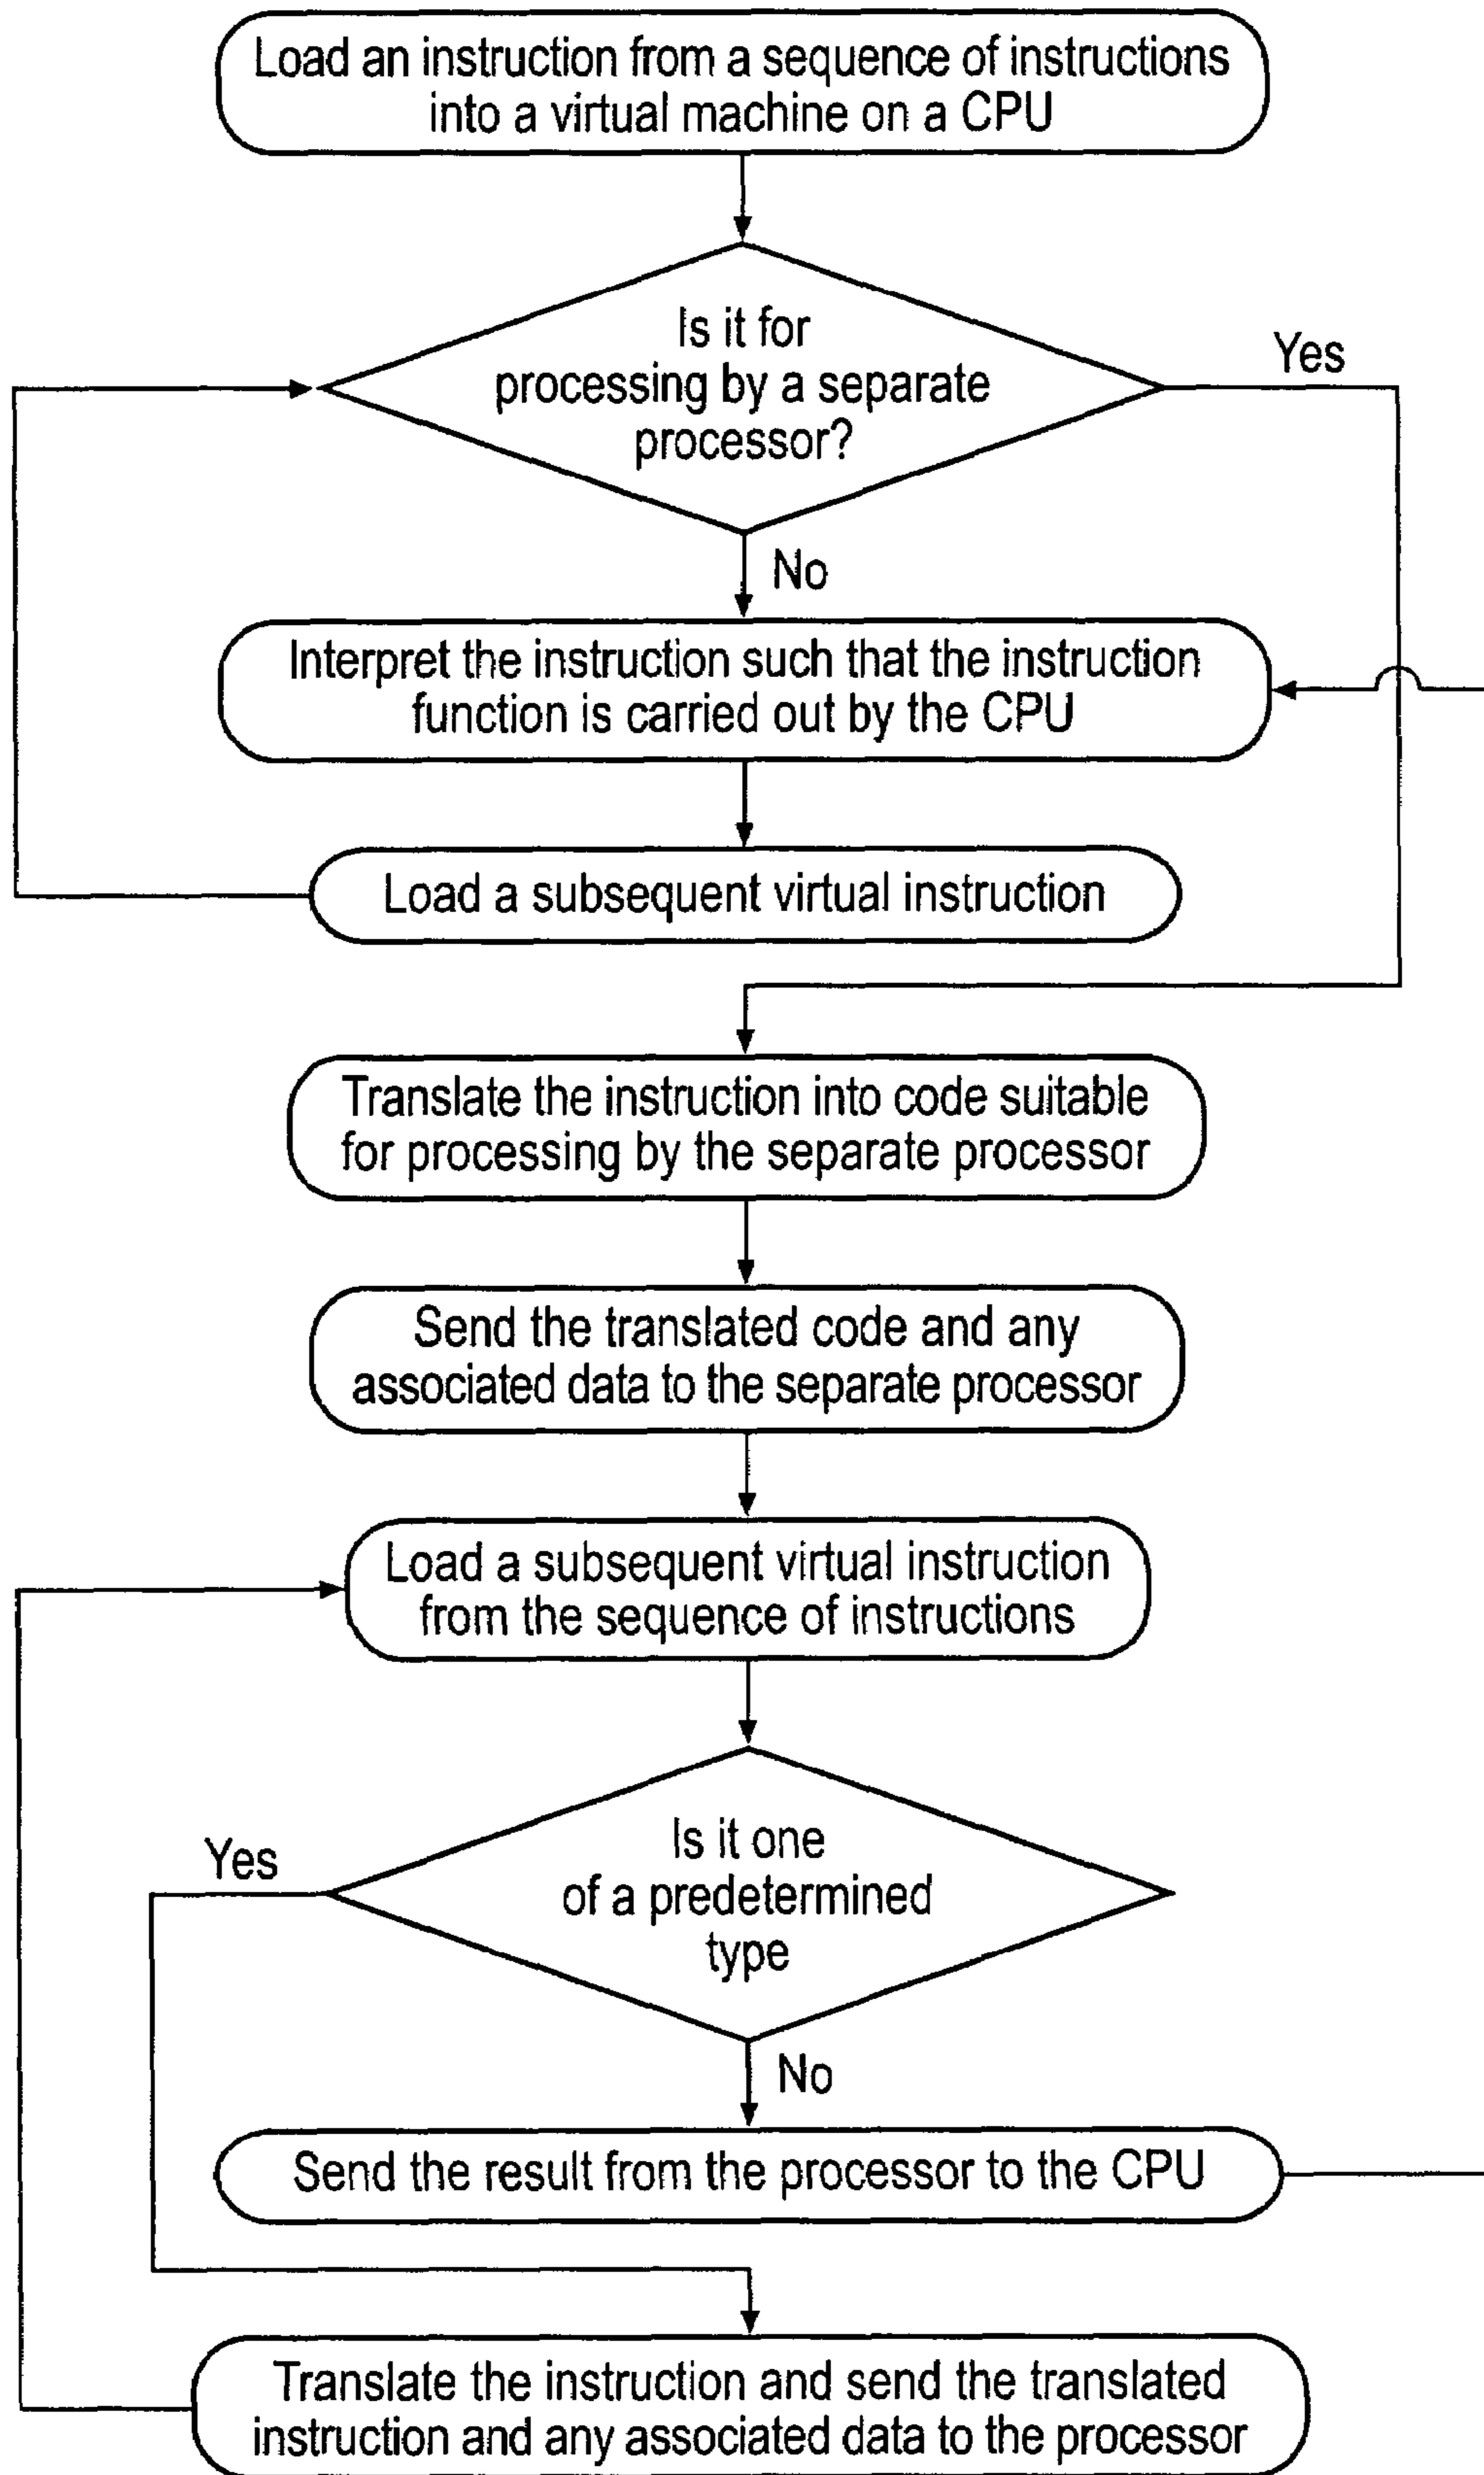 Load an instruction from a sequence of instructions
into a virtual machine on a CPU
Is it for
processing by a separate
processor?
Yes
No
Interpret the instruction such that the instruction
function is carried out by the CPU
Load a subsequent virtual instruction
Translate the instruction into code suitable
for processing by the separate processor
Send the translated code and any
associated data to the separate processor
Load a subsequent virtual instruction
from the sequence of instructions
Is it one
of a predetermined
type
Yes
No
Send the result from the processor to the CPU
Translate the instruction and send the translated
instruction and any associated data to the processor